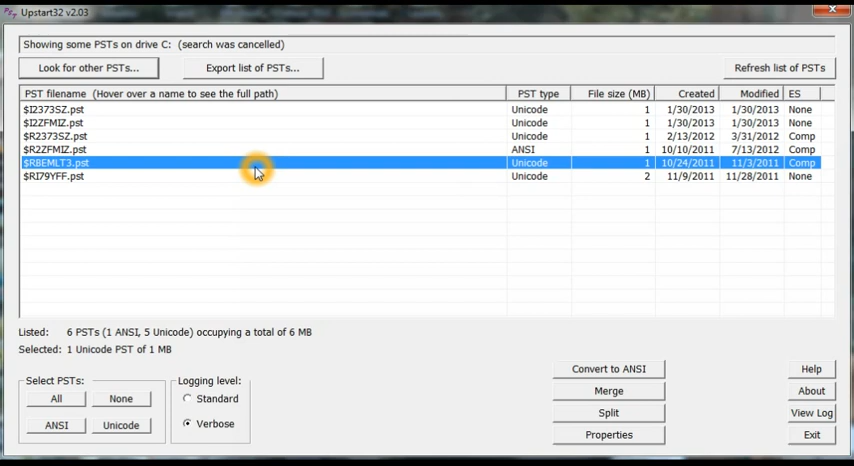 Upstart32 v2.03
Showing some PSTs on drive C: (search was cancelled)
Look for other PSTs... Export list of PSTs... Refresh list of PSTs
PST filename (Hover over a name to see the full path) PST type File size (MB) Created Modified ES
$I2373SZ.pst Unicode 1 1/30/2013 1/30/2013 None
$I2ZFMIZ.pst Unicode 1 1/30/2013 1/30/2013 None
$R2373SZ.pst Unicode 1 2/13/2012 3/31/2012 Comp
$R2ZFMIZ.pst ANSI 1 10/10/2011 7/13/2012 Comp
$RBEMLT3.pst Unicode 1 10/24/2011 11/3/2011 Comp
$RI79YFF.pst Unicode 2 11/9/2011 11/28/2011 None
Listed: 6 PSTs (1 ANSI, 5 Unicode) occupying a total of 6 MB
Selected: 1 Unicode PST of 1 MB
Select PSTs:
All None
ANSI Unicode
Logging level:
Standard
Verbose
Convert to ANSI
Merge
Split
Properties
Help
About
View Log
Exit